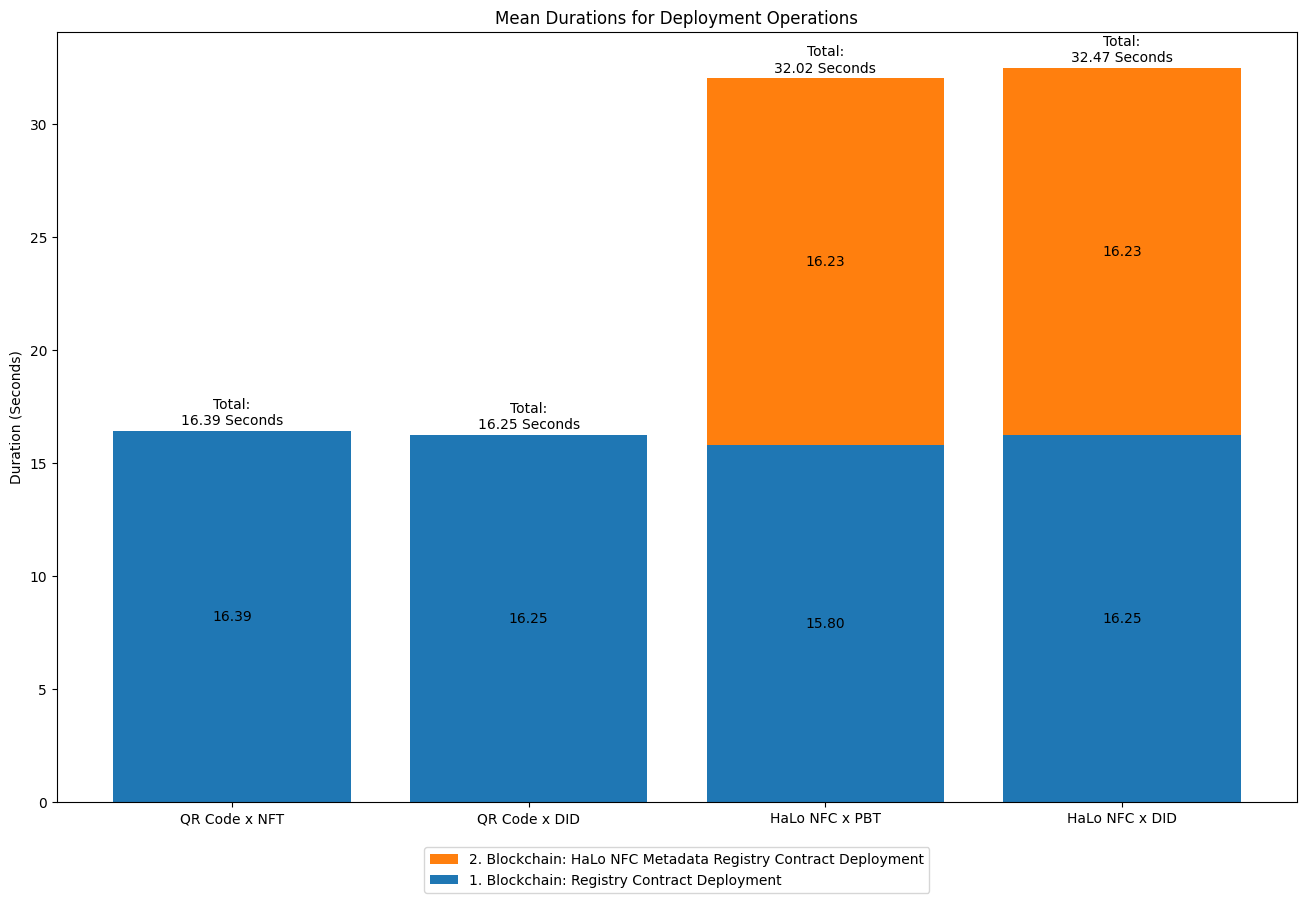 Mean Durations for Deployment Operations
Duration (Seconds)
30
25
20
15
10
5
0
Total:
16.39 Seconds
16.39
Total:
16.25 Seconds
16.25
Total:
32.02 Seconds
16.23
15.80
Total:
32.47 Seconds
16.23
16.25
QR Code x NFT
QR Code x DID
HaLo NFC x PBT
HaLo NFC x DID
2. Blockchain: HaLo NFC Metadata Registry Contract Deployment
1. Blockchain: Registry Contract Deployment